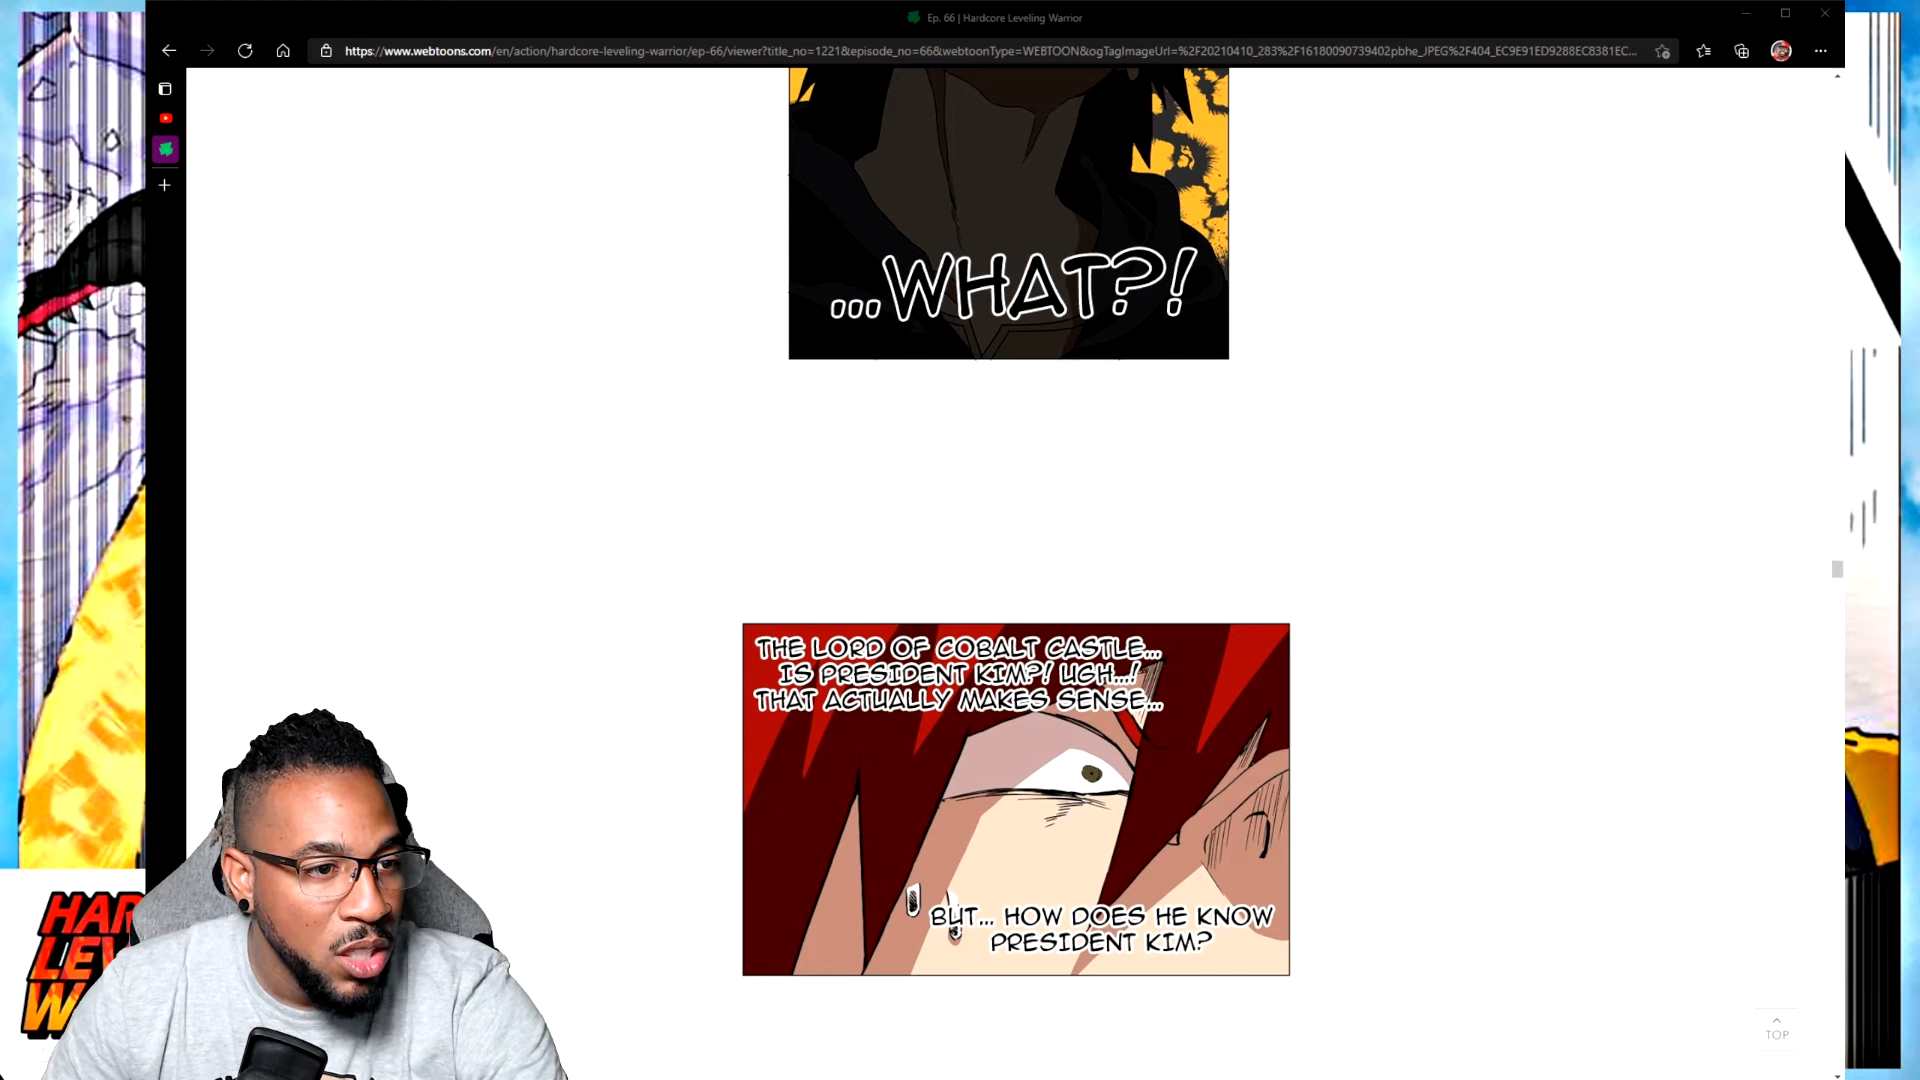 Ep. 66 | Hardcore Leveling Warrior
https://www.webtoons.com/en/action/hardcore-leveling-warrior/ep-66/viewer?title_no=1221&episode_no=66&webtoonType=WEBTOON&ogTagImageUrl=%2F20210410_283%2F16180090739402pbhe_JPEG%2F404_EC9E91ED9288EC8381EC...
...WHAT?!
THE LORD OF COBALT CASTLE...
IS PRESIDENT KIM?! UGH...!
THAT ACTUALLY MAKES SENSE...
BUT... HOW DOES HE KNOW
PRESIDENT KIM?
HAR
LEV
W
TOP